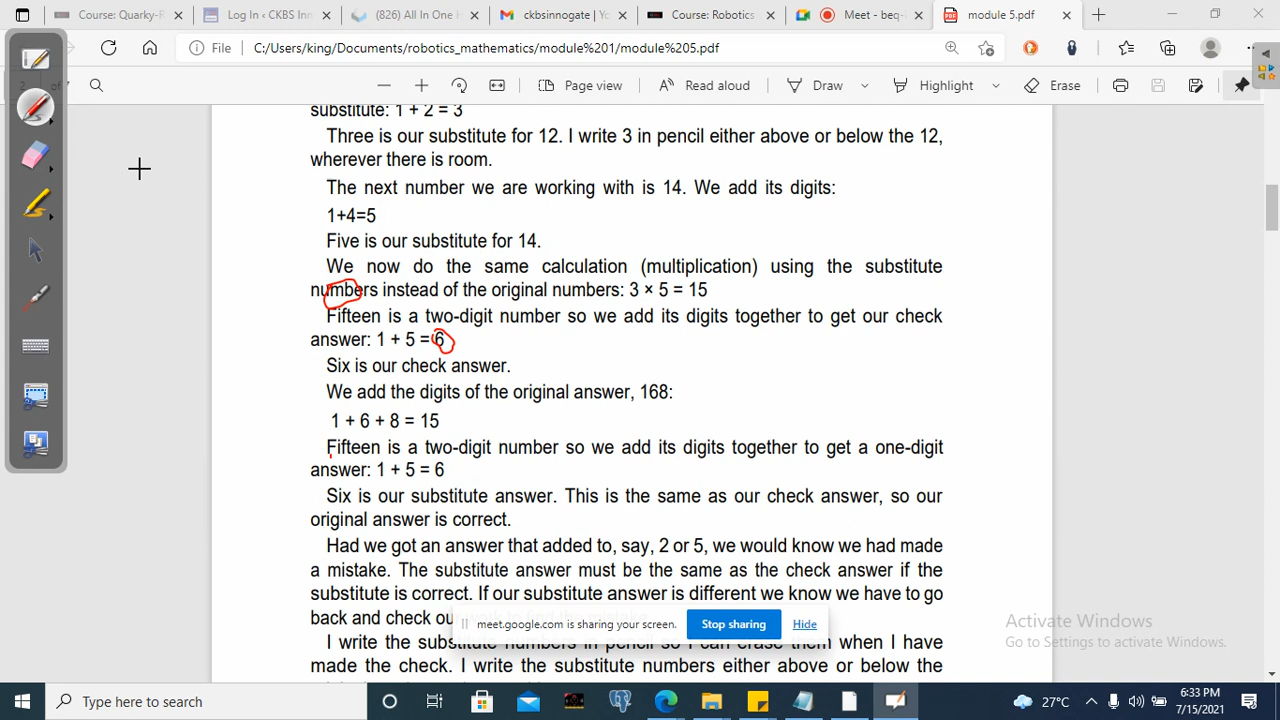 Course: Quarky-R
Log In ‹ CKBS Inn
(826) All In One H
ckbsinnogate | Yo
Course: Robotics
Meet - beq-
module 5.pdf
File
C:/Users/king/Documents/robotics_mathematics/module%201/module%205.pdf
Page view
Read aloud
Draw
Highlight
Erase
substitute: 1 + 2 = 3
Three is our substitute for 12. I write 3 in pencil either above or below the 12,
wherever there is room.
The next number we are working with is 14. We add its digits:
1+4=5
Five is our substitute for 14.
We now do the same calculation (multiplication) using the substitute
numbers instead of the original numbers: 3 × 5 = 15
Fifteen is a two-digit number so we add its digits together to get our check
answer: 1 + 5 = 6
Six is our check answer.
We add the digits of the original answer, 168:
1 + 6 + 8 = 15
Fifteen is a two-digit number so we add its digits together to get a one-digit
answer: 1 + 5 = 6
Six is our substitute answer. This is the same as our check answer, so our
original answer is correct.
Had we got an answer that added to, say, 2 or 5, we would know we had made
a mistake. The substitute answer must be the same as the check answer if the
substitute is correct. If our substitute answer is different we know we have to go
back and check
meet.google.com is sharing your screen.
Stop sharing
Hide
I write the substitute numbers in pencil so I can erase them when I have
made the check. I write the substitute numbers either above or below the
Activate Windows
Go to Settings to activate Windows.
Type here to search
27°C
6:33 PM
7/15/2021